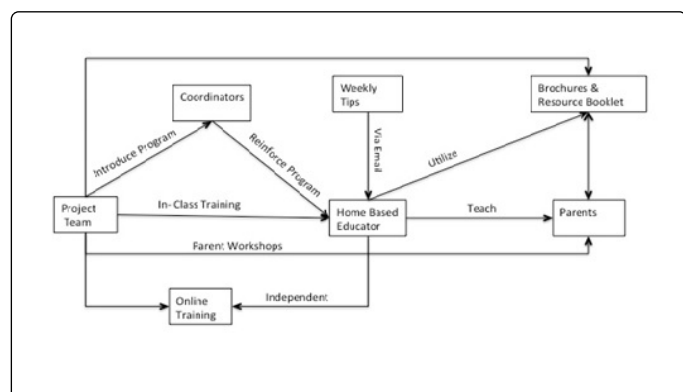 Coordinators
Weekly
Tips
Brochures &
Resource Booklet
Introduce Program
Reinforce Program
Via Email
Utilize
Project
Team
In-Class Training
Home Based
Educator
Teach
Parents
Parent Workshops
Online
Training
Independent